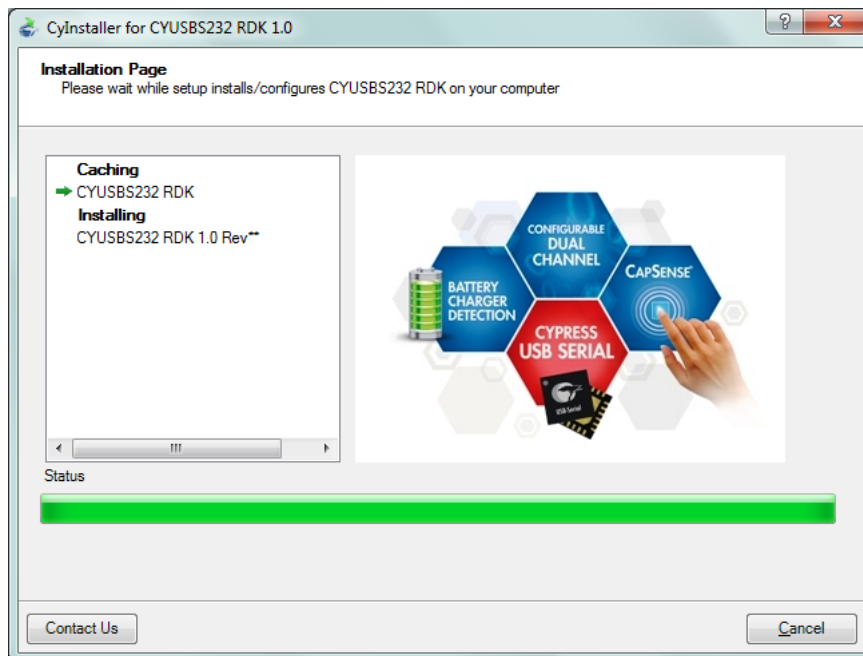 CyInstaller for CYUSBS232 RDK 1.0
?
Installation Page
Please wait while setup installs/configures CYUSBS232 RDK on your computer
Caching
CYUSBS232 RDK
Installing
CYUSBS232 RDK 1.0 Rev**
CONFIGURABLE
DUAL
CHANNEL
BATTERY
CHARGER
DETECTION
CAPSENSE®
CYPRESS
USB SERIAL
USB Serial
Status
Contact Us
Cancel